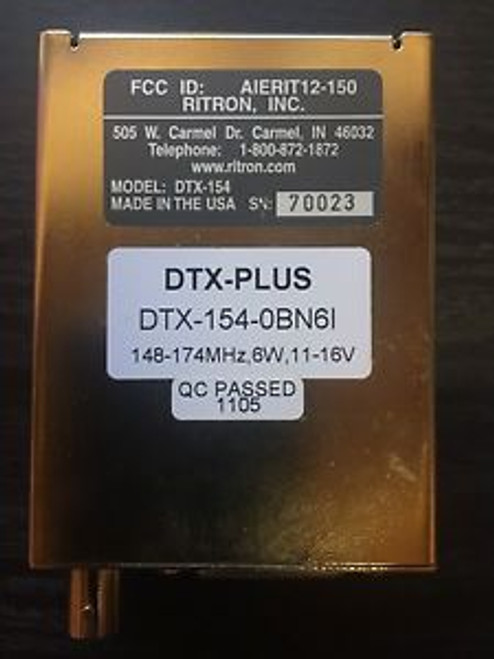 FCC ID: AIERIT12-150
RITRON, INC.
505 W. Carmel Dr. Carmel, IN 46032
Telephone: 1-800-872-1872
www.ritron.com
MODEL: DTX-154
MADE IN THE USA SN: 70023
DTX-PLUS
DTX-154-0BN6I
148-174MHz,6W,11-16V
QC PASSED
1105